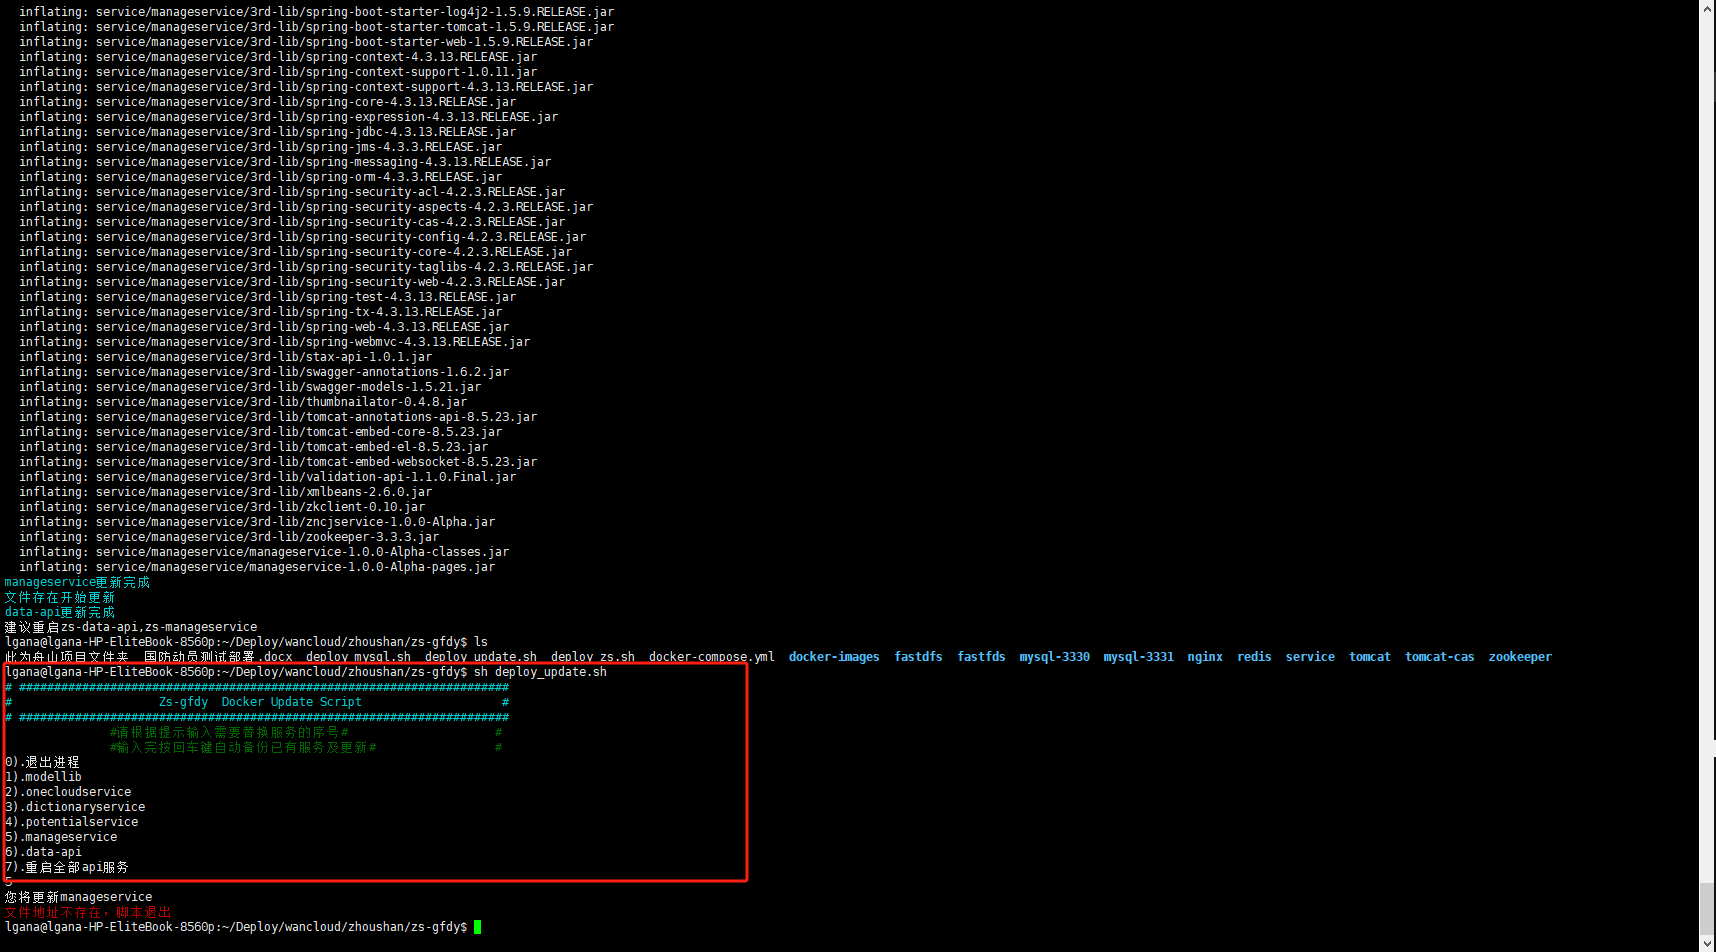 inflating: service/manageservice/3rd-lib/spring-boot-starter-log4j2-1.5.9.RELEASE.jar
inflating: service/manageservice/3rd-lib/spring-boot-starter-tomcat-1.5.9.RELEASE.jar
inflating: service/manageservice/3rd-lib/spring-boot-starter-web-1.5.9.RELEASE.jar
inflating: service/manageservice/3rd-lib/spring-context-4.3.13.RELEASE.jar
inflating: service/manageservice/3rd-lib/spring-context-support-1.0.11.jar
inflating: service/manageservice/3rd-lib/spring-context-support-4.3.13.RELEASE.jar
inflating: service/manageservice/3rd-lib/spring-core-4.3.13.RELEASE.jar
inflating: service/manageservice/3rd-lib/spring-expression-4.3.13.RELEASE.jar
inflating: service/manageservice/3rd-lib/spring-jdbc-4.3.13.RELEASE.jar
inflating: service/manageservice/3rd-lib/spring-jms-4.3.3.RELEASE.jar
inflating: service/manageservice/3rd-lib/spring-messaging-4.3.13.RELEASE.jar
inflating: service/manageservice/3rd-lib/spring-orm-4.3.3.RELEASE.jar
inflating: service/manageservice/3rd-lib/spring-security-acl-4.2.3.RELEASE.jar
inflating: service/manageservice/3rd-lib/spring-security-aspects-4.2.3.RELEASE.jar
inflating: service/manageservice/3rd-lib/spring-security-cas-4.2.3.RELEASE.jar
inflating: service/manageservice/3rd-lib/spring-security-config-4.2.3.RELEASE.jar
inflating: service/manageservice/3rd-lib/spring-security-core-4.2.3.RELEASE.jar
inflating: service/manageservice/3rd-lib/spring-security-taglibs-4.2.3.RELEASE.jar
inflating: service/manageservice/3rd-lib/spring-security-web-4.2.3.RELEASE.jar
inflating: service/manageservice/3rd-lib/spring-test-4.3.13.RELEASE.jar
inflating: service/manageservice/3rd-lib/spring-tx-4.3.13.RELEASE.jar
inflating: service/manageservice/3rd-lib/spring-web-4.3.13.RELEASE.jar
inflating: service/manageservice/3rd-lib/spring-webmvc-4.3.13.RELEASE.jar
inflating: service/manageservice/3rd-lib/stax-api-1.0.1.jar
inflating: service/manageservice/3rd-lib/swagger-annotations-1.6.2.jar
inflating: service/manageservice/3rd-lib/swagger-models-1.5.21.jar
inflating: service/manageservice/3rd-lib/thumbnailator-0.4.8.jar
inflating: service/manageservice/3rd-lib/tomcat-annotations-api-8.5.23.jar
inflating: service/manageservice/3rd-lib/tomcat-embed-core-8.5.23.jar
inflating: service/manageservice/3rd-lib/tomcat-embed-el-8.5.23.jar
inflating: service/manageservice/3rd-lib/tomcat-embed-websocket-8.5.23.jar
inflating: service/manageservice/3rd-lib/validation-api-1.1.0.Final.jar
inflating: service/manageservice/3rd-lib/xmlbeans-2.6.0.jar
inflating: service/manageservice/3rd-lib/zkclient-0.10.jar
inflating: service/manageservice/3rd-lib/zncjservice-1.0.0-Alpha.jar
inflating: service/manageservice/3rd-lib/zookeeper-3.3.3.jar
inflating: service/manageservice/manageservice-1.0.0-Alpha-classes.jar
inflating: service/manageservice/manageservice-1.0.0-Alpha-pages.jar
manageservice更新完成
文件存在开始更新
data-api更新完成
建议重启zs-data-api,zs-manageservice
lgana@lgana-HP-EliteBook-8560p:~/Deploy/wancloud/zhoushan/zs-gfdy$ ls
此为舟山项目文件夹 国防动员测试部署.docx deploy_mysql.sh deploy_update.sh deploy_zs.sh docker-compose.yml docker-images fastdfs fastfds mysql-3330 mysql-3331 nginx redis service tomcat tomcat-cas zookeeper
lgana@lgana-HP-EliteBook-8560p:~/Deploy/wancloud/zhoushan/zs-gfdy$ sh deploy_update.sh
# ######################################################################
# Zs-gfdy Docker Update Script #
# ######################################################################
#请根据提示输入需要替换服务的序号# #
#输入完按回车键自动备份已有服务及更新# #
0).退出进程
1).modellib
2).onecloudservice
3).dictionaryservice
4).potentialservice
5).manageservice
6).data-api
7).重启全部api服务
5
您将更新manageservice
文件地址不存在，脚本退出
lgana@lgana-HP-EliteBook-8560p:~/Deploy/wancloud/zhoushan/zs-gfdy$